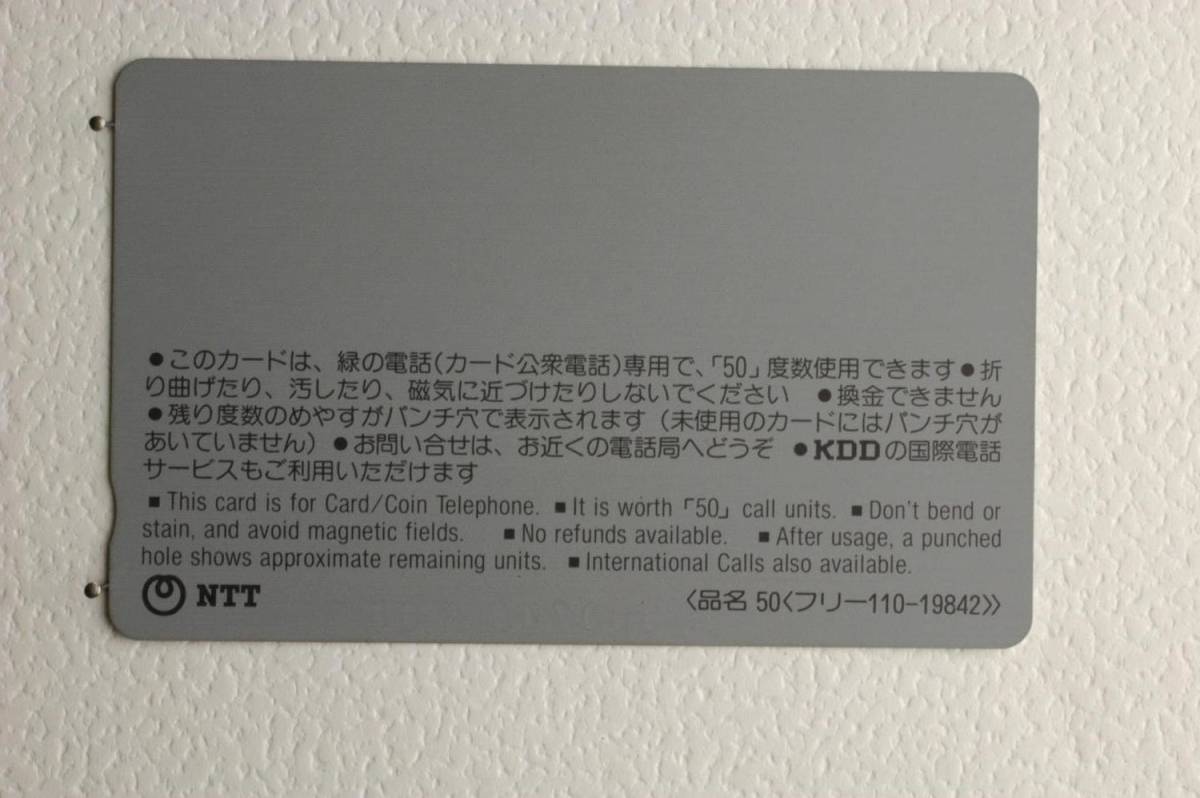 ●このカードは、緑の電話(カード公衆電話)専用で、「50」度数使用できます●折
り曲げたり、汚したり、磁気に近づけたりしないでください ●換金できません
●残り度数のめやすがパンチ穴で表示されます(未使用のカードにはパンチ穴が
あいていません)●お問い合せは、お近くの電話局へどうぞ ●KDDの国際電話
サービスもご利用いただけます
■This card is for Card/Coin Telephone. ■It is worth「50」call units. ■Don't bend or
stain, and avoid magnetic fields. ■No refunds available. ■After usage, a punched
hole shows approximate remaining units. ■International Calls also available.
NTT 〈品名 50〈フリー110-19842〉〉